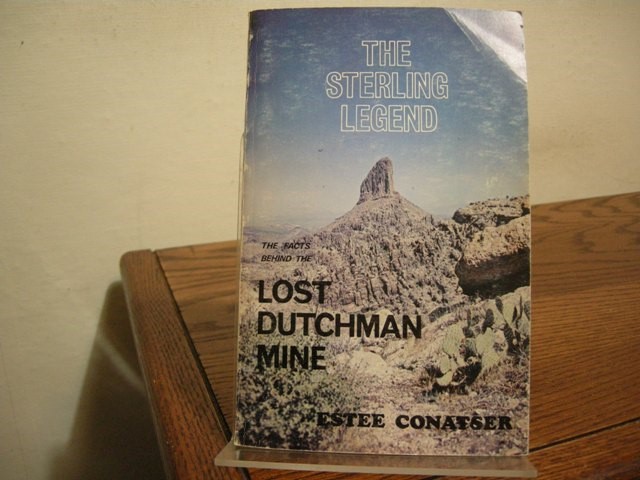 THE
STERLING
LEGEND
THE FACTS
BEHIND THE
LOST
DUTCHMAN
MINE
ESTEE CONATSER